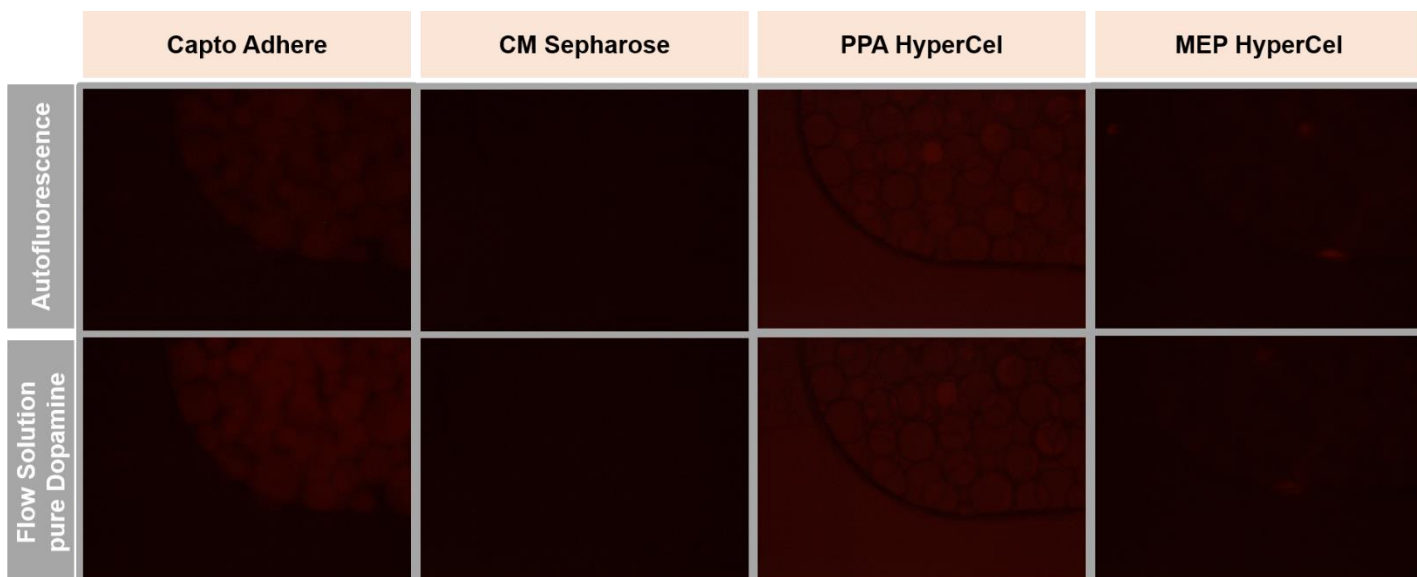 Capto Adhere
CM Sepharose
PPA HyperCel
MEP HyperCel
Autofluorescence
Flow Solution
pure Dopamine